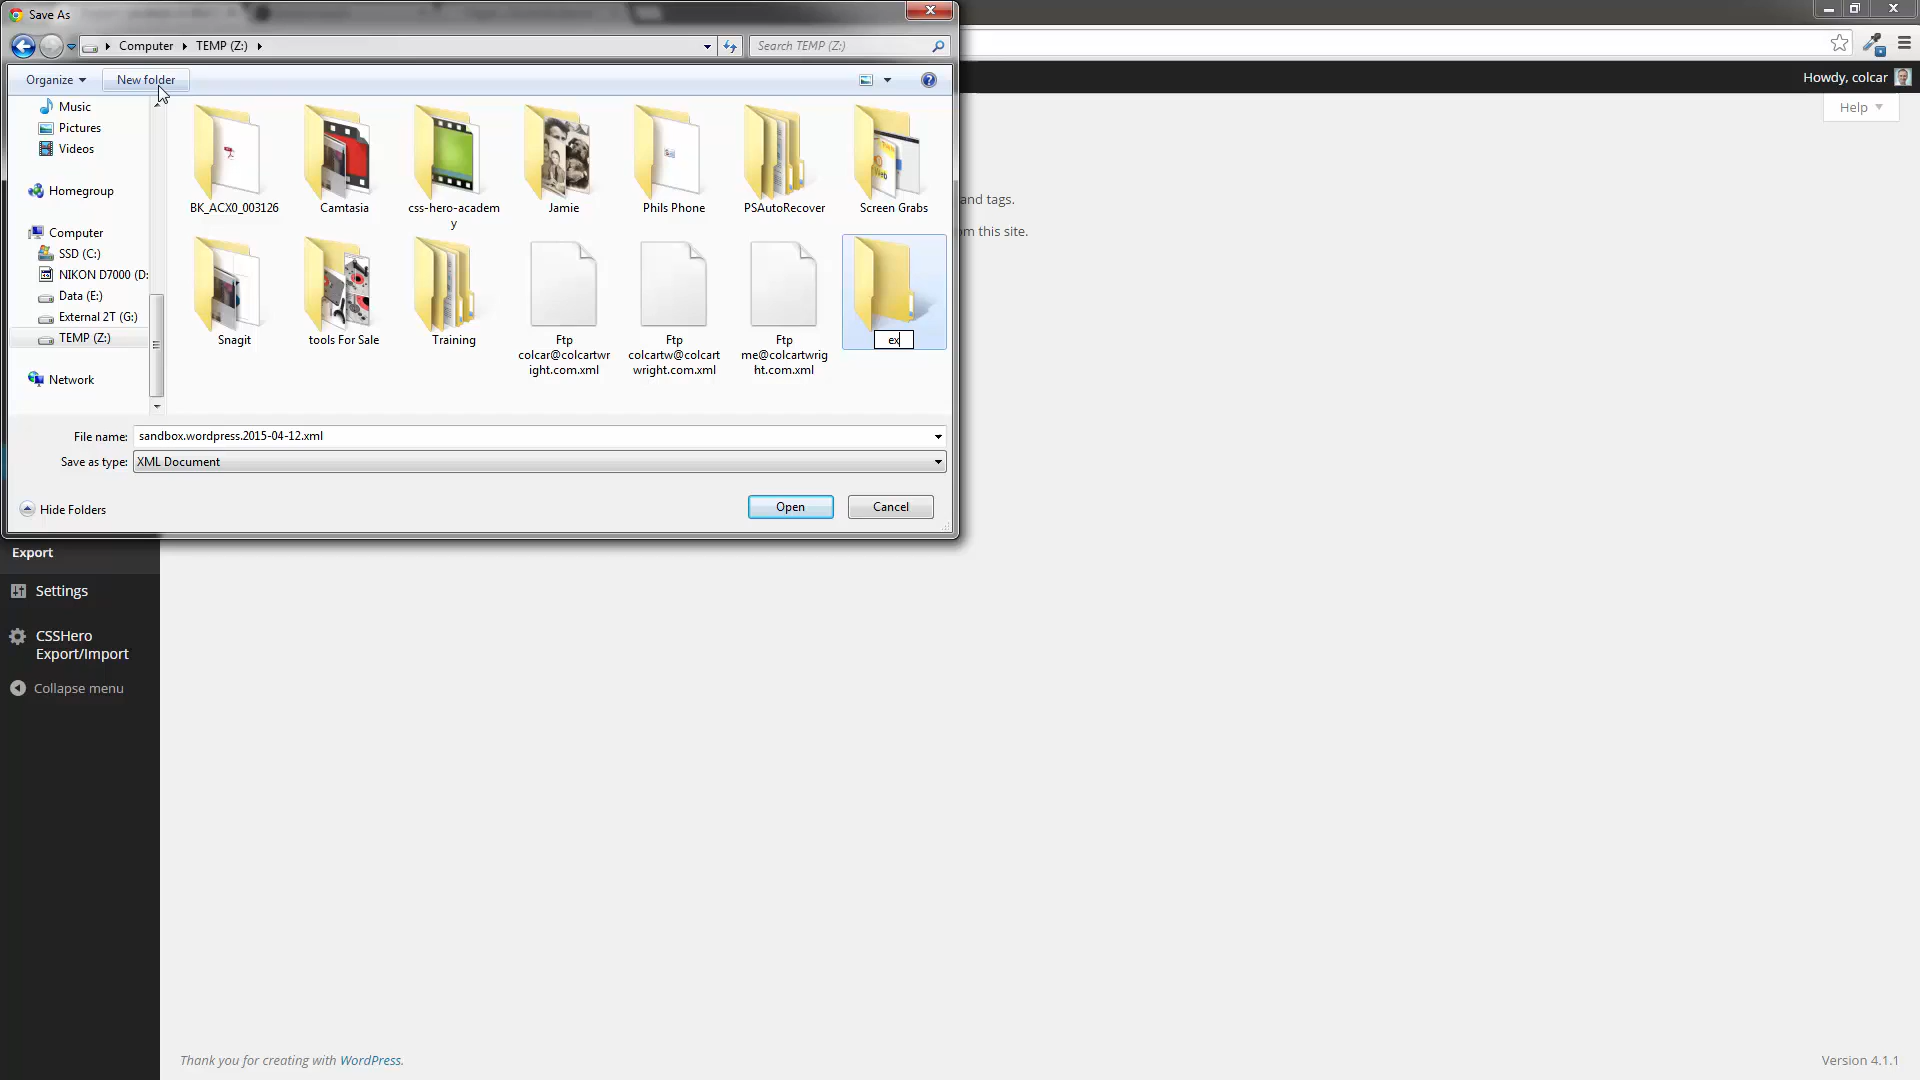 Save As
Computer TEMP (Z:)
Search TEMP (Z:)
Howdy, colcar
Organize
New folder
Help
Music
Pictures
Videos
Homegroup
Computer
SSD (C:)
NIKON D7000 (D:
Data (E:)
External 2T (G:)
TEMP (Z:)
Network
BK_ACX0_003126
Camtasia
css-hero-academ
y
Jamie
Phils Phone
PSAutoRecover
Screen Grabs
Snagit
tools For Sale
Training
Ftp
colcar@colcartwr
ight.com.xml
Ftp
colcartw@colcart
wright.com.xml
Ftp
me@colcartwrig
ht.com.xml
ex
and tags.
om this site.
File name: sandbox.wordpress.2015-04-12.xml
Save as type: XML Document
Hide Folders
Open
Cancel
Export
Settings
CSSHero
Export/Import
Collapse menu
Thank you for creating with WordPress.
Version 4.1.1